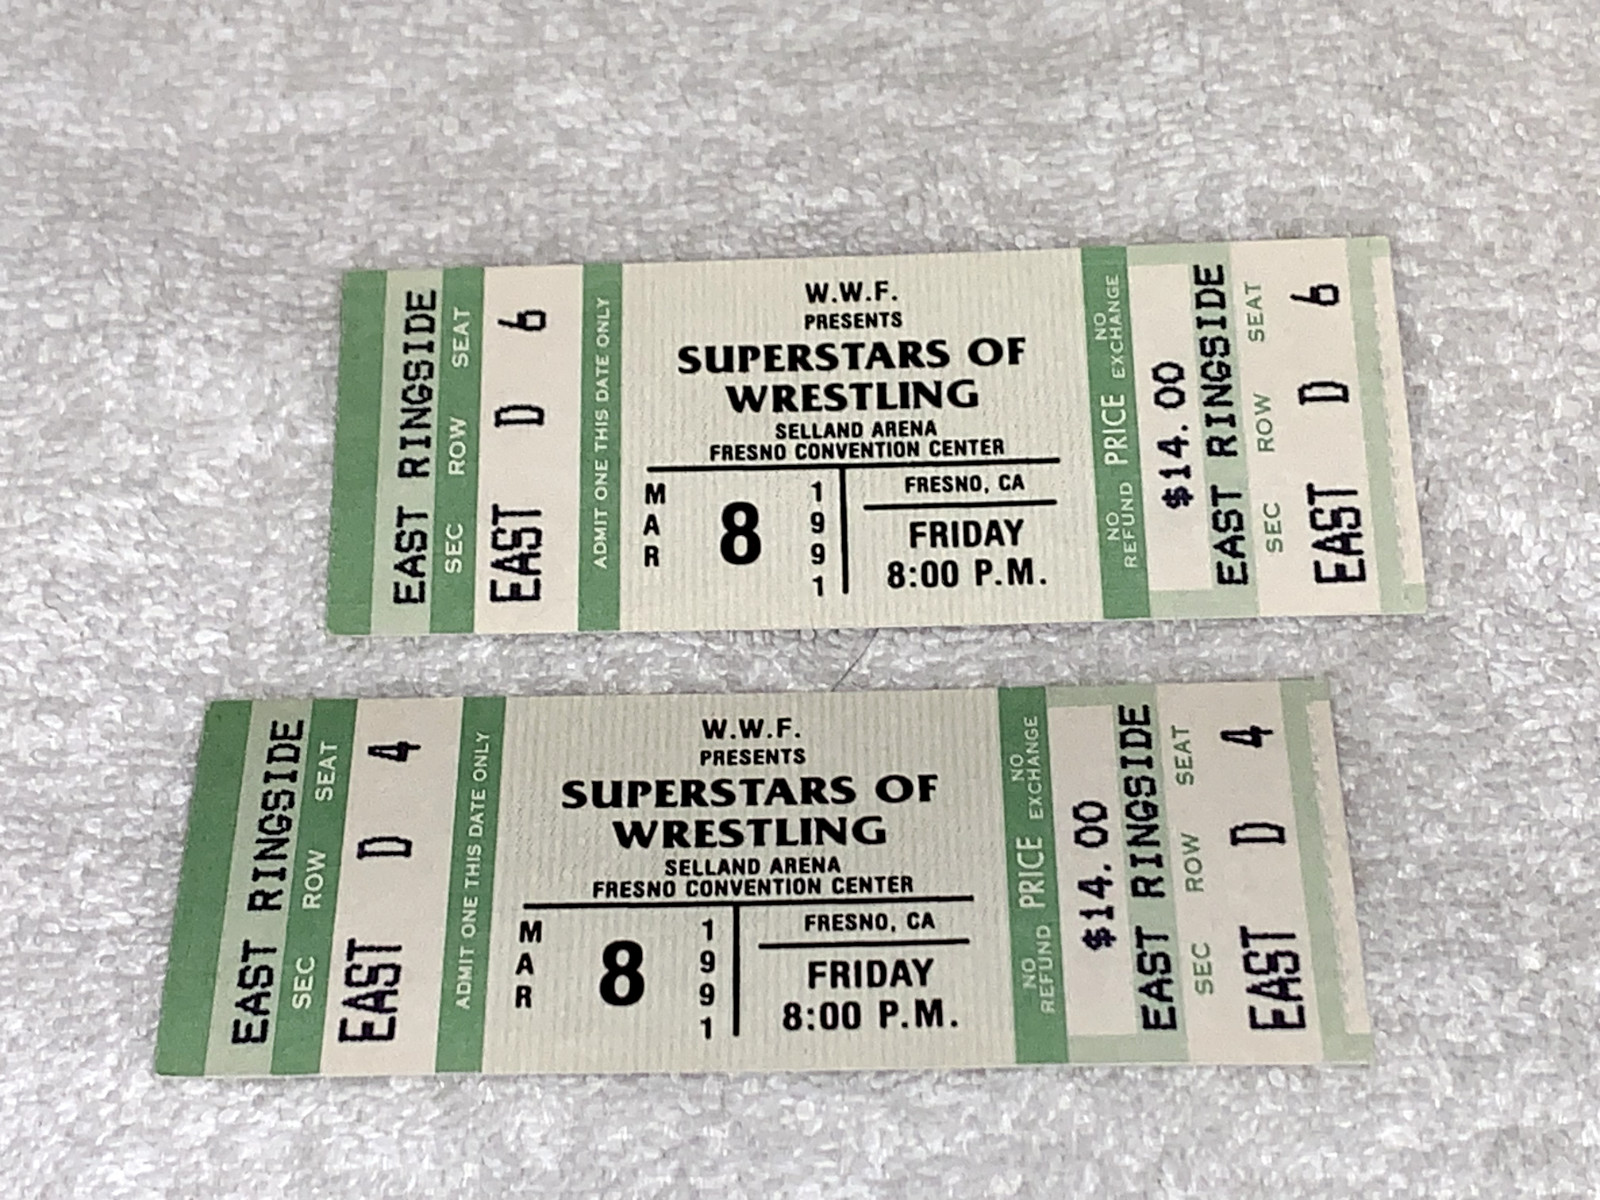 EAST RINGSIDE
SEC ROW SEAT
EAST D 6
ADMIT ONE THIS DATE ONLY
W.W.F.
PRESENTS
SUPERSTARS OF
WRESTLING
SELLAND ARENA
FRESNO CONVENTION CENTER
MAR 8 1991
FRESNO, CA
FRIDAY
8:00 P.M.
NO REFUND PRICE NO EXCHANGE
$14.00
EAST RINGSIDE
SEC ROW SEAT
EAST D 6
EAST RINGSIDE
SEC ROW SEAT
EAST D 4
ADMIT ONE THIS DATE ONLY
W.W.F.
PRESENTS
SUPERSTARS OF
WRESTLING
SELLAND ARENA
FRESNO CONVENTION CENTER
MAR 8 1991
FRESNO, CA
FRIDAY
8:00 P.M.
NO REFUND PRICE NO EXCHANGE
$14.00
EAST RINGSIDE
SEC ROW SEAT
EAST D 4